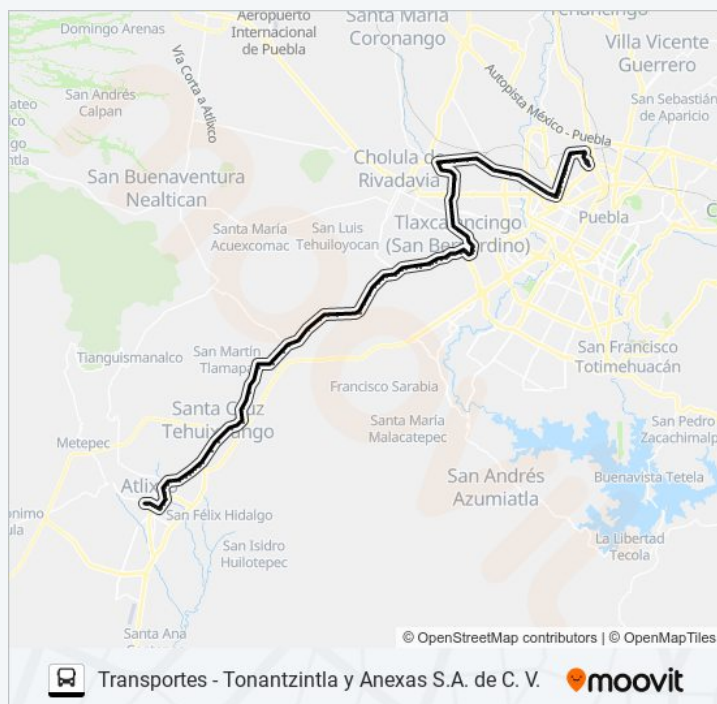 Aeropuerto
Internacional
de Puebla
Santa María
Coronango
Domingo Arenas
Villa Vicente
Guerrero
Vía Corta a Atlixco
Autopista México - Puebla
San Andrés
Calpan
San Sebastián
de Aparicio
Cholula de
Rivadavia
San Buenaventura
Nealtican
Puebla
Santa María
Acuexcomac
San Luis
Tehuiloyocan
Tlaxcalancingo
(San Bernardino)
Tianguismanalco
San Martín
Tlamapa
San Francisco
Totimehuacán
Francisco Sarabia
Santa Cruz
Tehuixpango
Santa María
Malacatepec
San Pedro
Zacachimalp
Metepec
San Andrés
Azumiatla
Buenavista Tetela
Atlixco
San Félix Hidalgo
La Libertad
Tecola
San Isidro
Huilotepec
Santa Ana
© OpenStreetMap contributors | © OpenMapTiles
Transportes - Tonantzintla y Anexas S.A. de C. V.
moovit